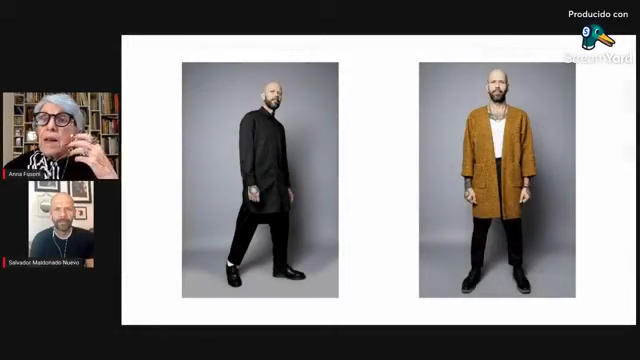 Producido con
StreamYard
Anna Fusoni
Salvador Maldonado Nuevo